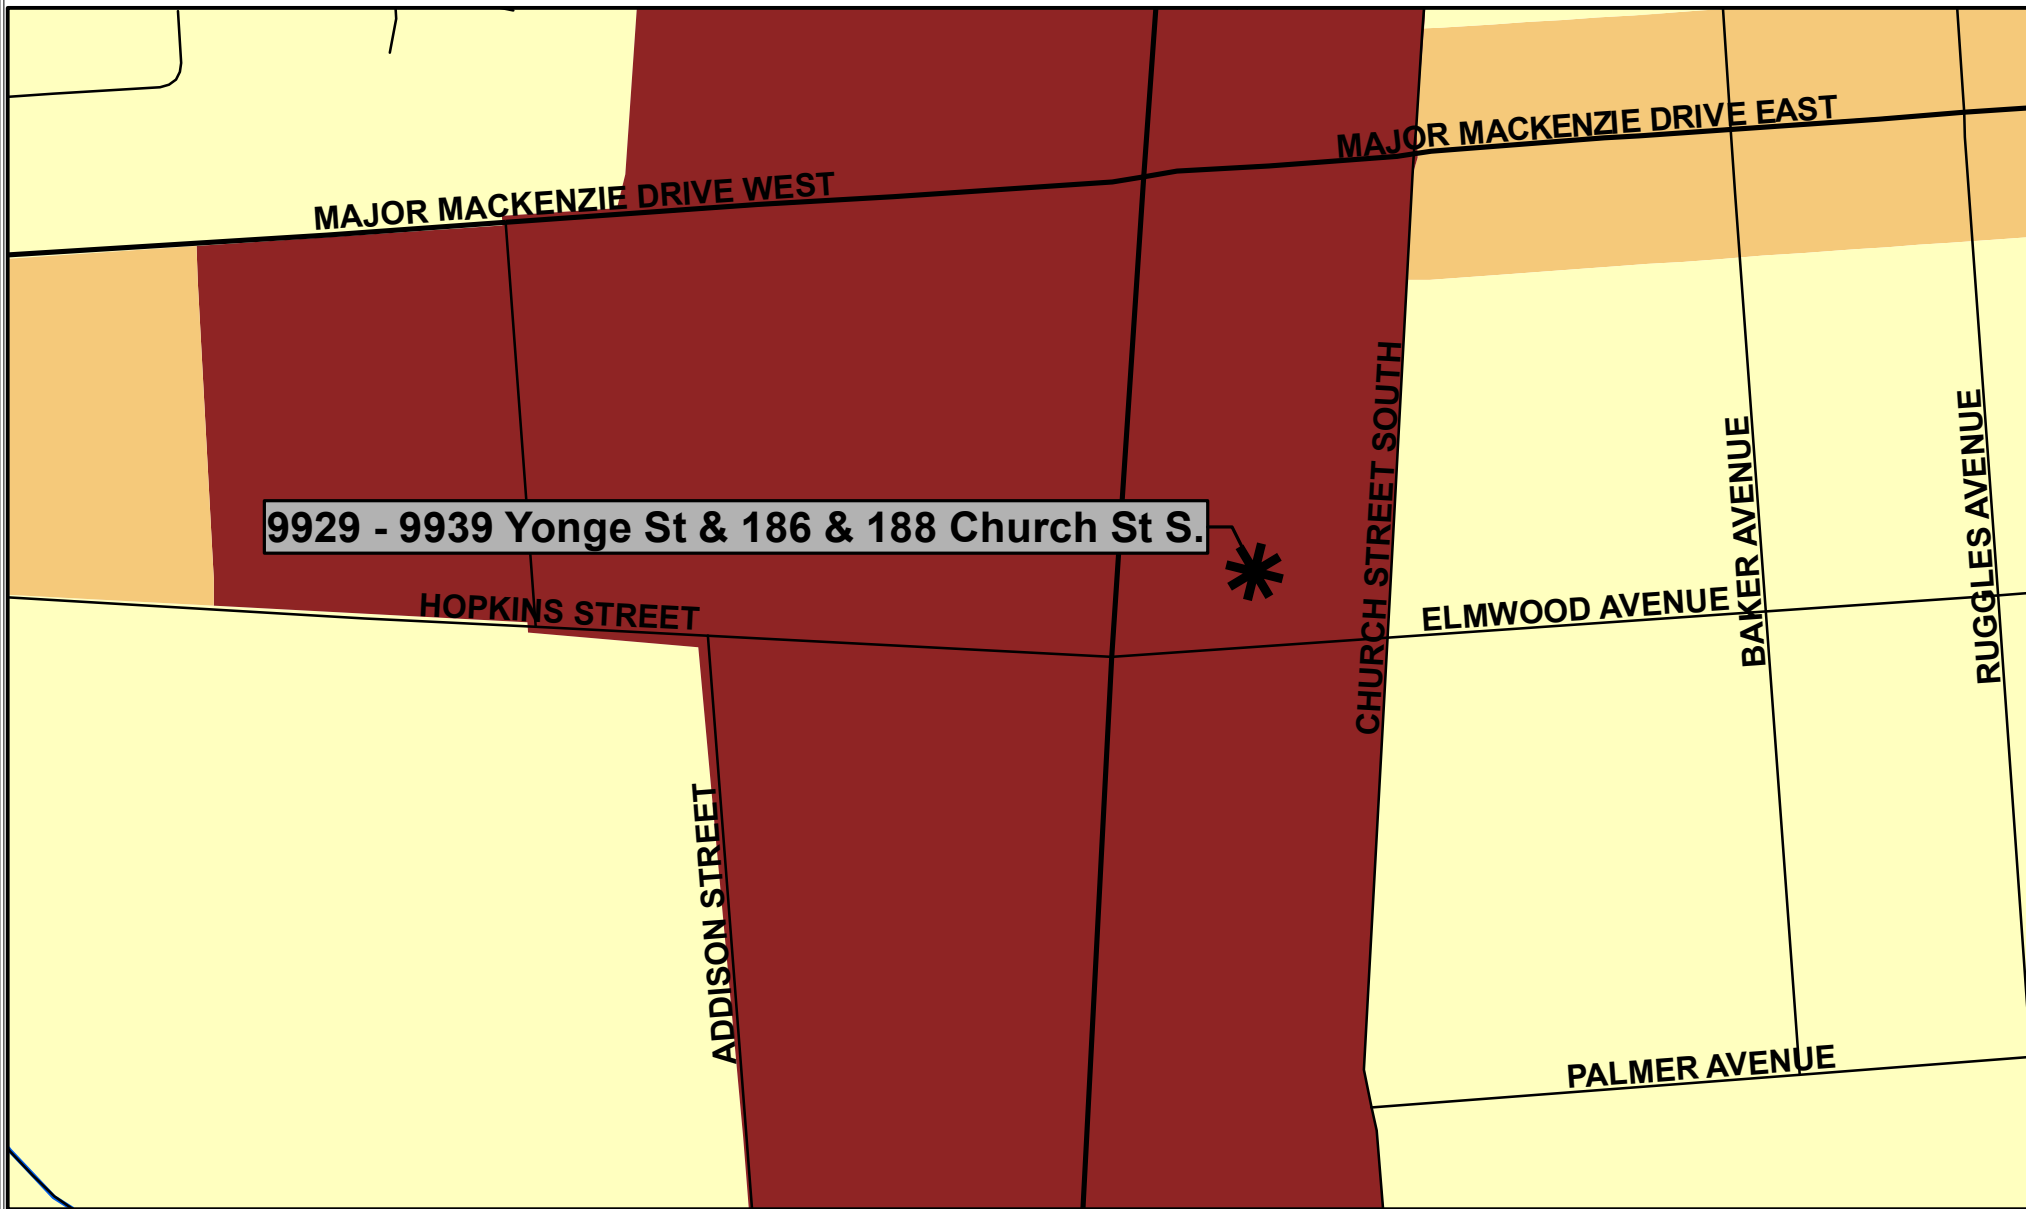 MAJOR MACKENZIE DRIVE EAST
MAJOR MACKENZIE DRIVE WEST
CHURCH STREET SOUTH
BAKER AVENUE
RUGGLES AVENUE
9929 - 9939 Yonge St & 186 & 188 Church St S.
HOPKINS STREET
ELMWOOD AVENUE
ADDISON STREET
PALMER AVENUE